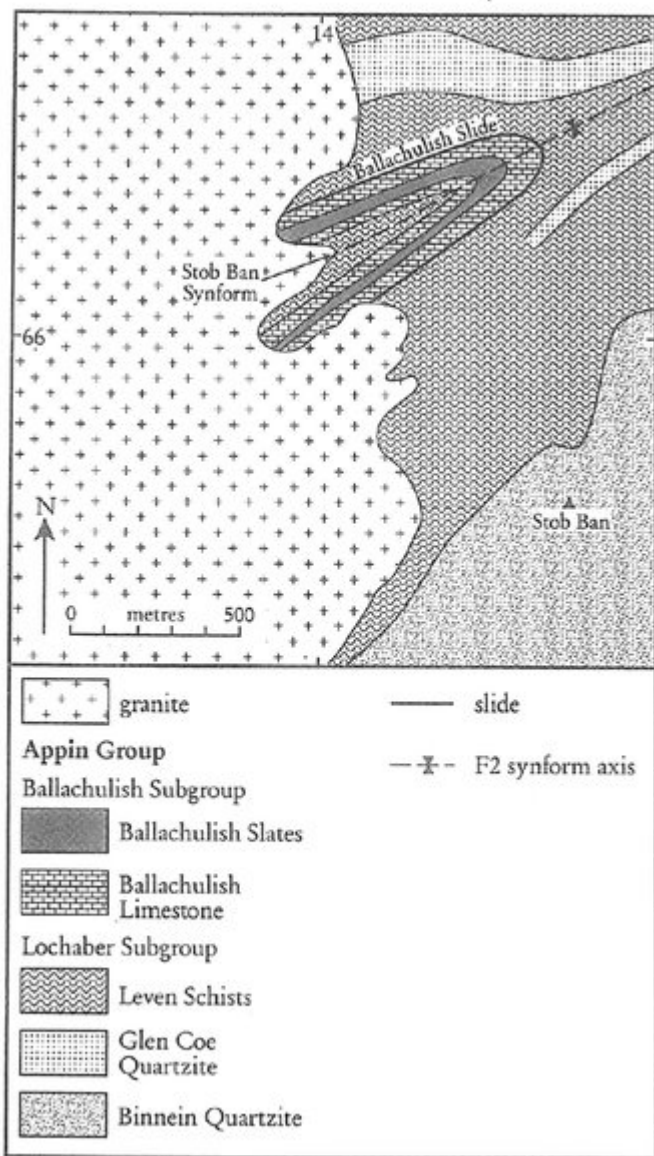 14
Ballachulish Slide
Stob Ban
Synform
66
Stob Ban
N
0 metres 500
granite
slide
Appin Group
F2 synform axis
Ballachulish Subgroup
Ballachulish Slates
Ballachulish
Limestone
Lochaber Subgroup
Leven Schists
Glen Coe
Quartzite
Binnein Quartzite